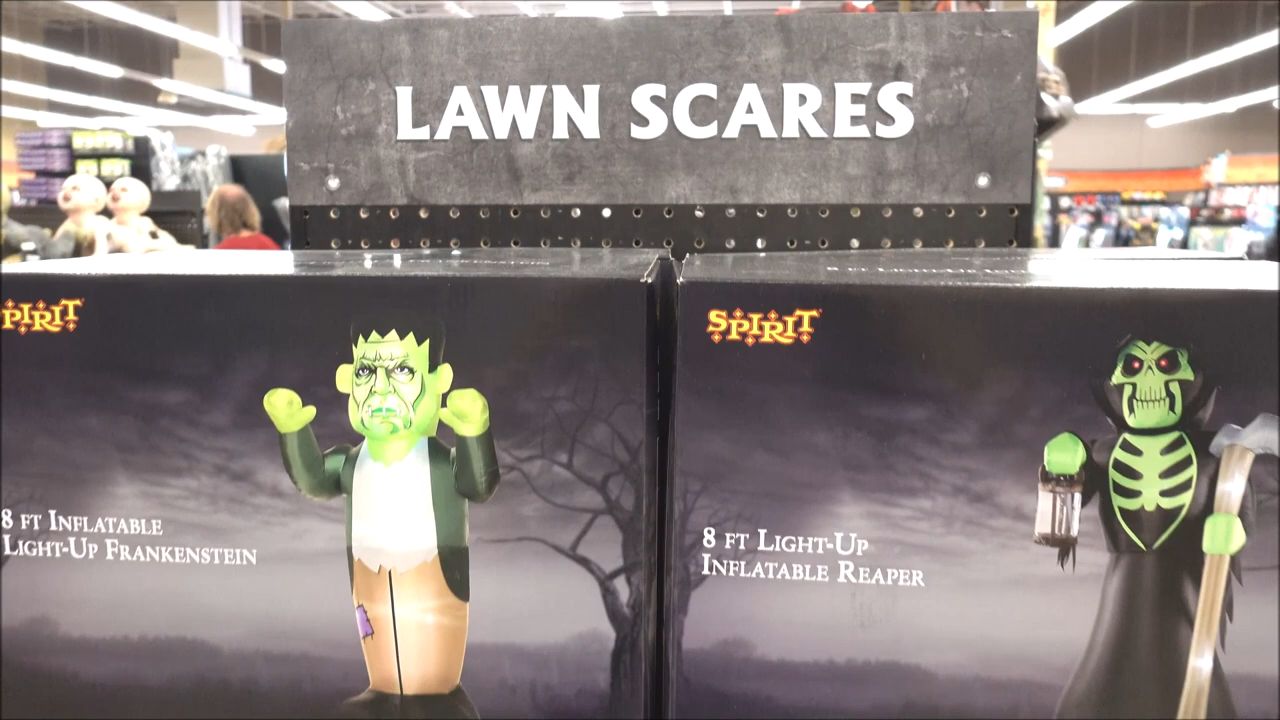 LAWN SCARES
SPIRIT
8 FT INFLATABLE
LIGHT-UP FRANKENSTEIN
SPIRIT
8 FT LIGHT-UP
INFLATABLE REAPER